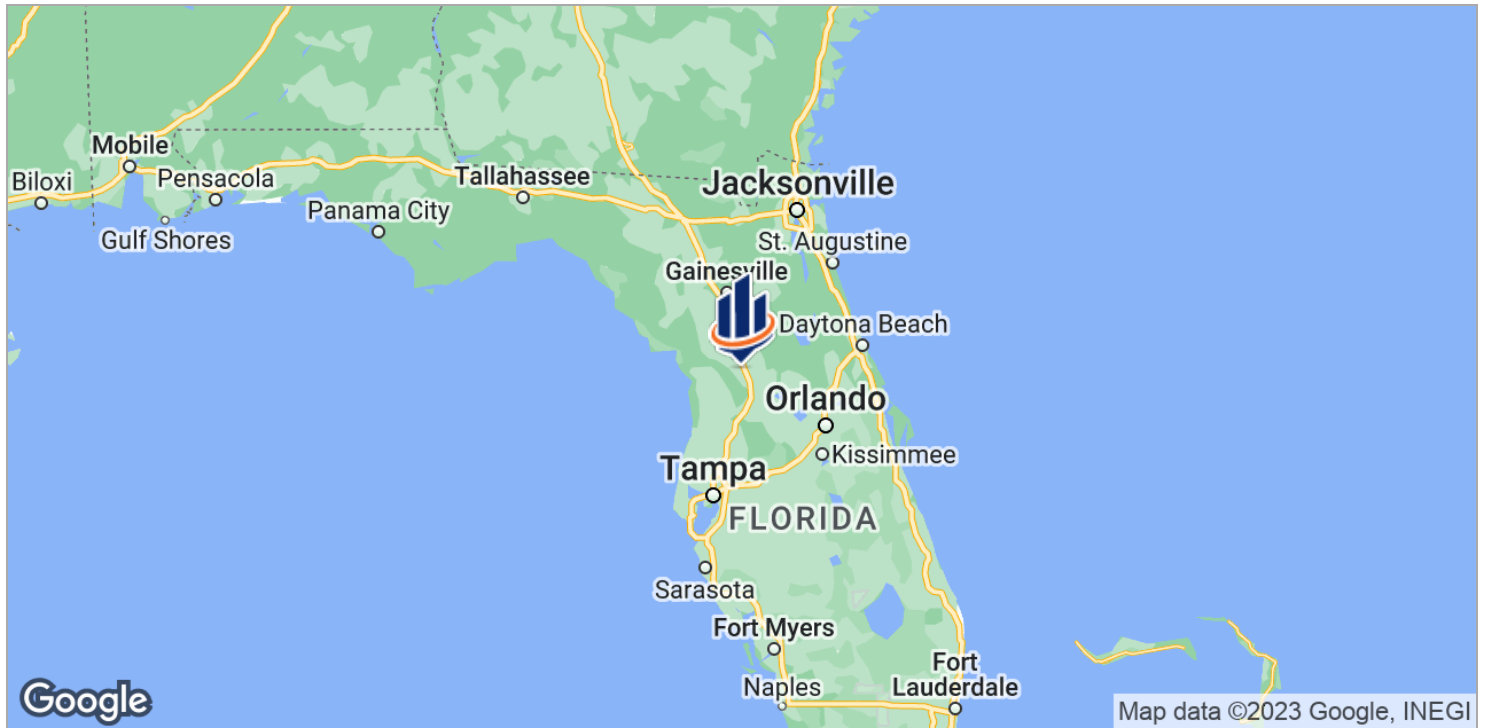 Mobile
Biloxi
Pensacola
Tallahassee
Jacksonville
Panama City
Gulf Shores
St. Augustine
Gainesville
Daytona Beach
Orlando
Kissimmee
Tampa
FLORIDA
Sarasota
Fort Myers
Fort
Lauderdale
Naples
Google
Map data ©2023 Google, INEGI